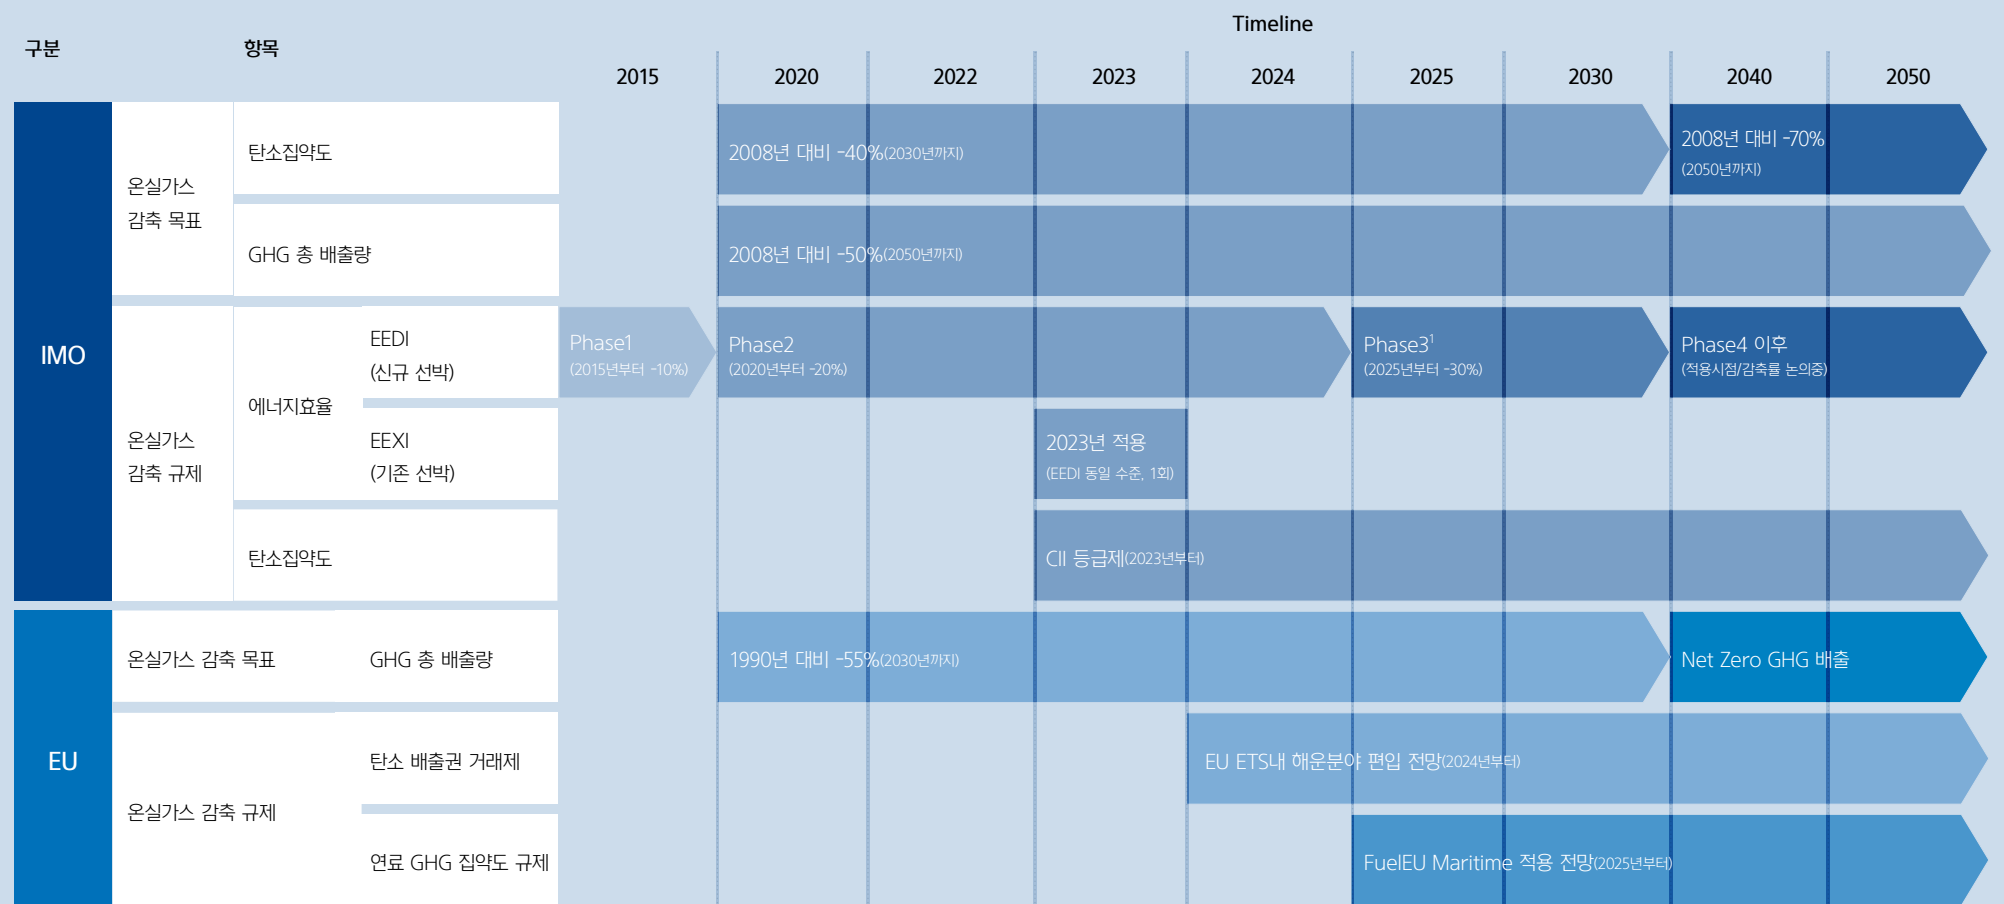 Timeline
구분
항목
2015
2020
2022
2023
2024
2025
2030
2040
2050
IMO
온실가스
감축 목표
탄소집약도
2008년 대비 -40%(2030년까지)
2008년 대비 -70%
(2050년까지)
GHG 총 배출량
2008년 대비 -50%(2050년까지)
온실가스
감축 규제
에너지효율
EEDI
(신규 선박)
Phase1
(2015년부터 -10%)
Phase2
(2020년부터 -20%)
Phase3¹
(2025년부터 -30%)
Phase4 이후
(적용시점/감축률 논의중)
EEXI
(기존 선박)
2023년 적용
(EEDI 동일 수준, 1회)
탄소집약도
CII 등급제(2023년부터)
EU
온실가스 감축 목표
GHG 총 배출량
1990년 대비 -55%(2030년까지)
Net Zero GHG 배출
온실가스 감축 규제
탄소 배출권 거래제
EU ETS내 해운분야 편입 전망(2024년부터)
연료 GHG 집약도 규제
FuelEU Maritime 적용 전망(2025년부터)